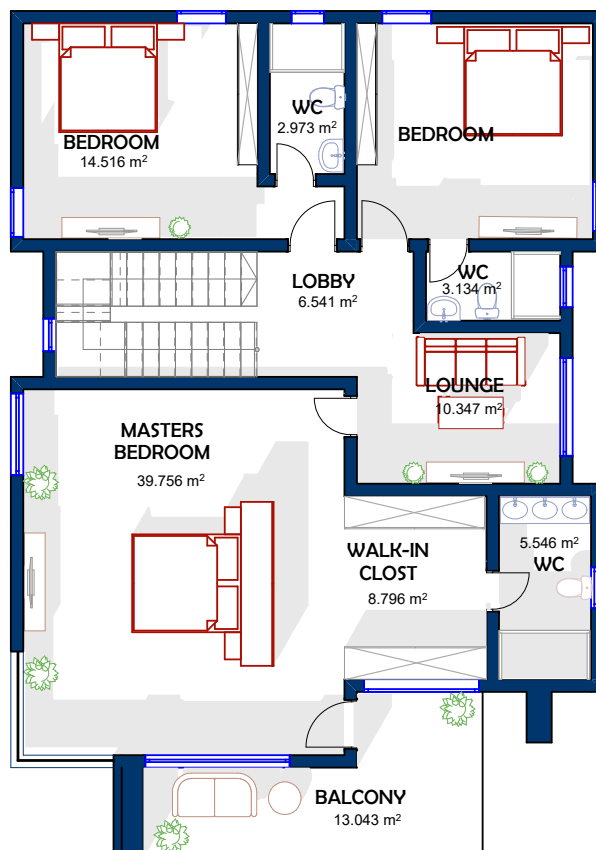 BEDROOM
14.516 m²
WC
2.973 m²
BEDROOM
LOBBY
6.541 m²
WC
3.134 m²
LOUNGE
10.347 m²
MASTERS
BEDROOM
39.756 m²
WALK-IN
CLOST
8.796 m²
5.546 m²
WC
BALCONY
13.043 m²